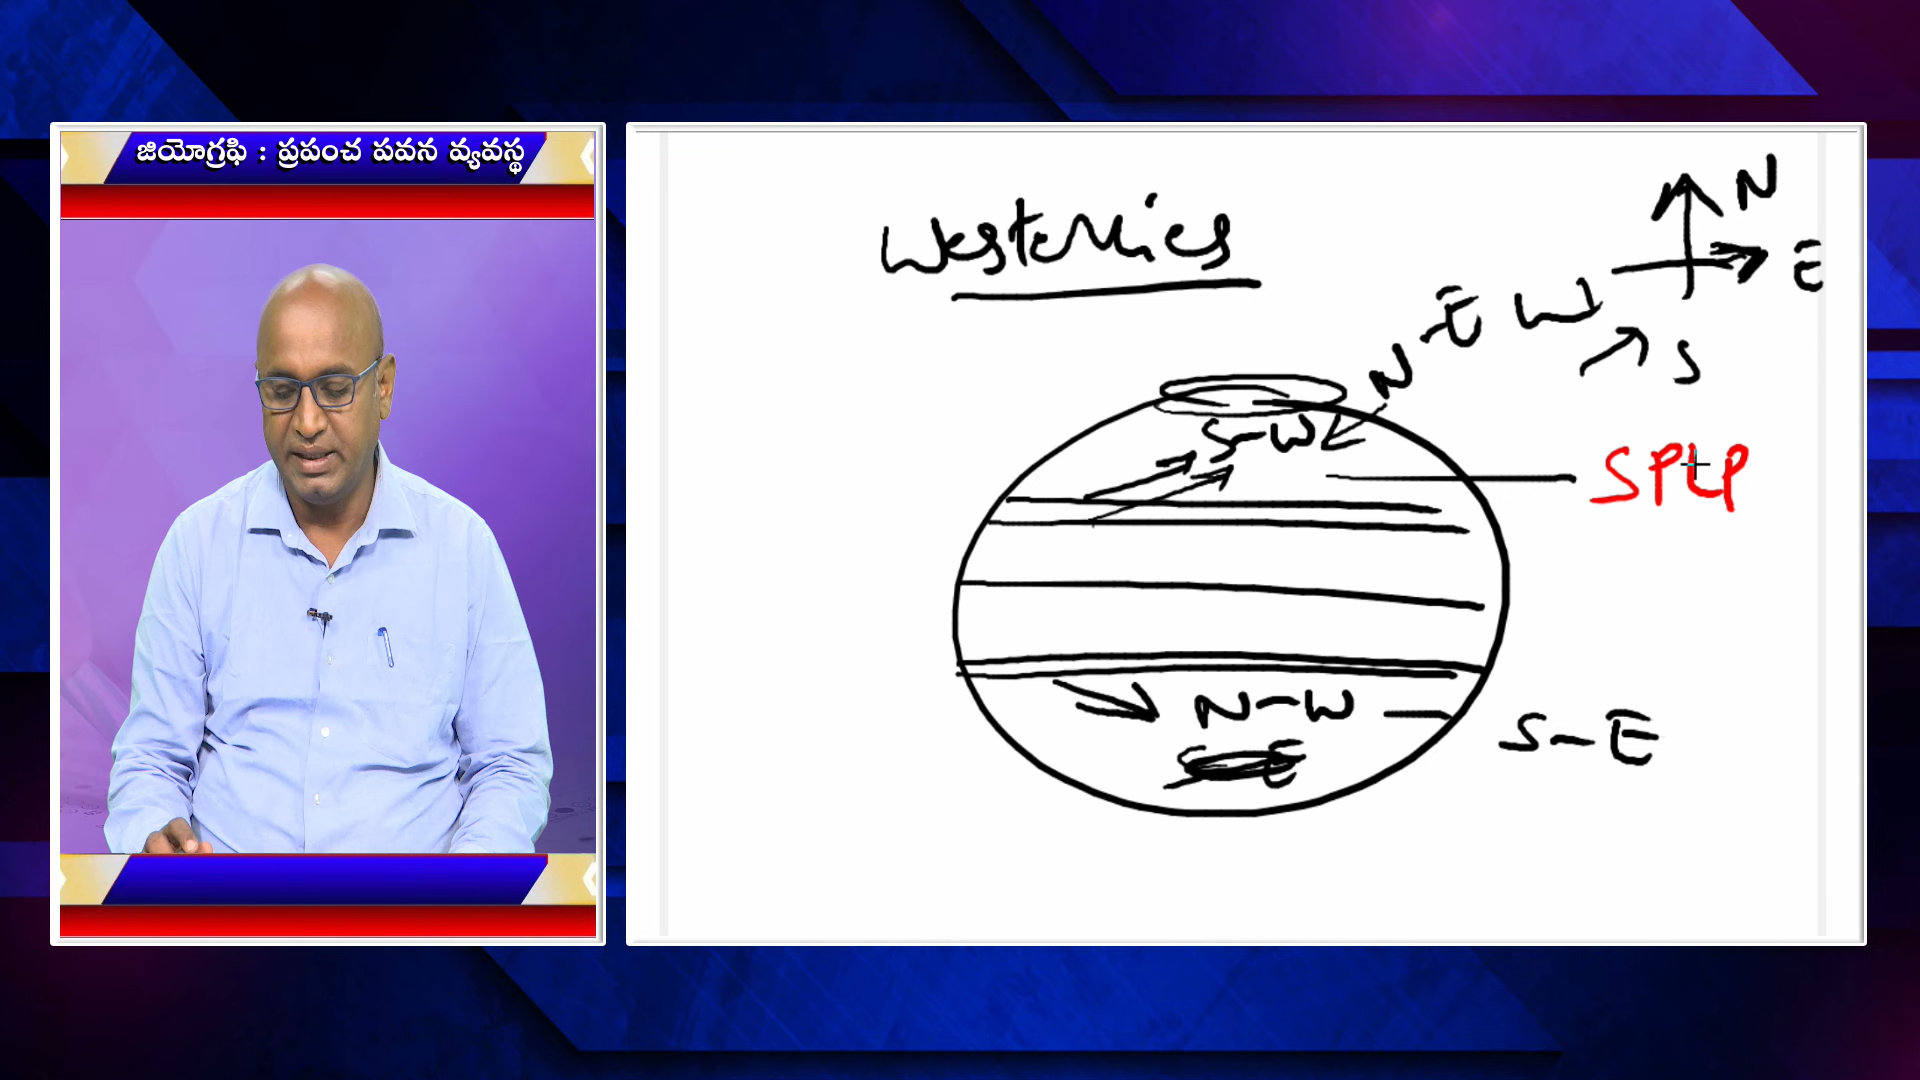 జియోగ్రఫి : ప్రపంచ పవన వ్యవస్థ
Westerlies
N
E
W
S
N-E
S-W
SPLP
N-W
S-E